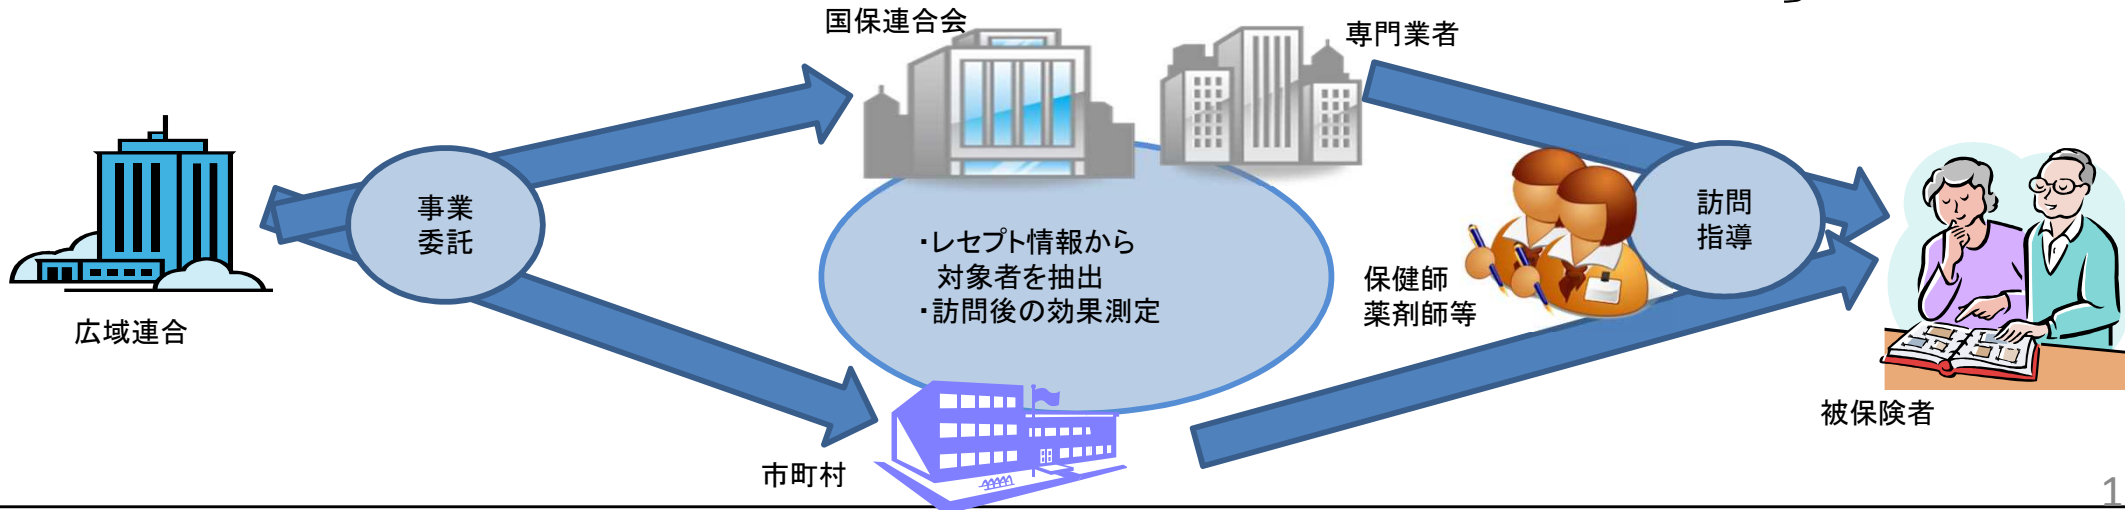 国保連合会
専門業者
事業
委託
訪問
指導
・レセプト情報から
対象者を抽出
・訪問後の効果測定
保健師
薬剤師等
広域連合
被保険者
市町村
1